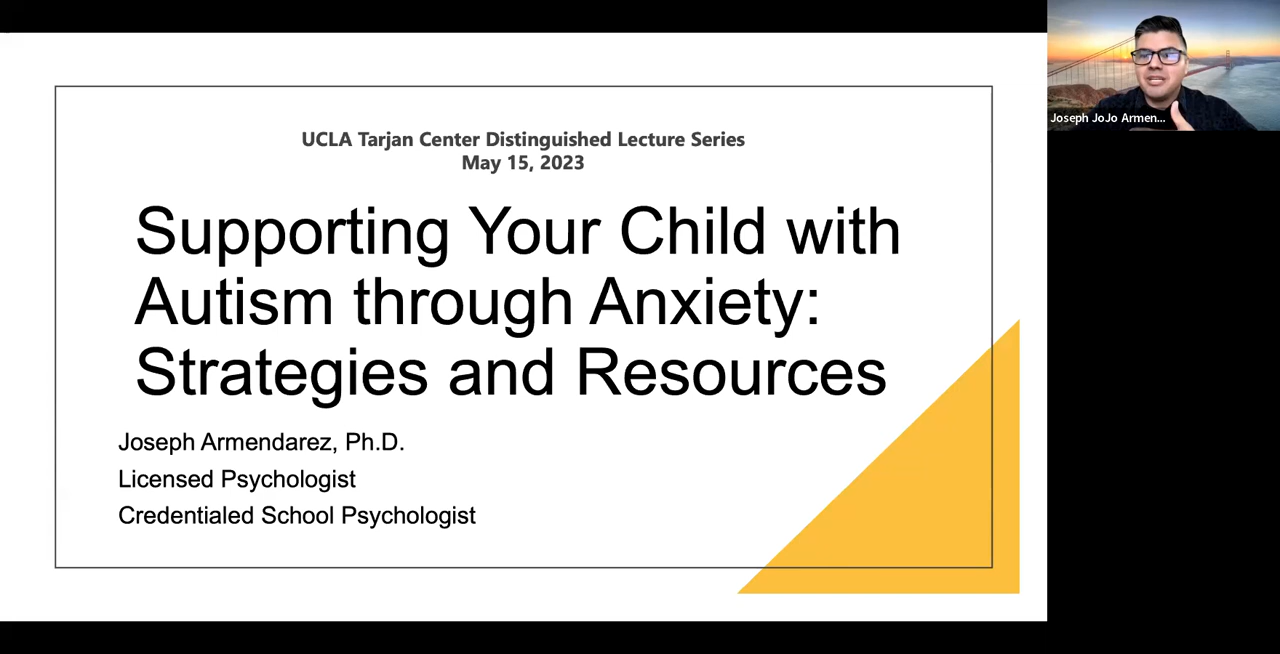 UCLA Tarjan Center Distinguished Lecture Series
May 15, 2023
Supporting Your Child with
Autism through Anxiety:
Strategies and Resources
Joseph Armendarez, Ph.D.
Licensed Psychologist
Credentialed School Psychologist
Joseph JoJo Armen...